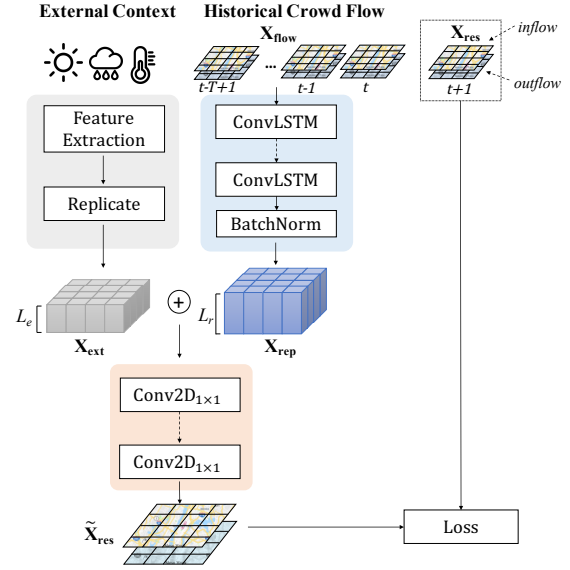 External Context
Historical Crowd Flow
X_flow
X_res
inflow
outflow
t-T+1
...
t-1
t
t+1
Feature
Extraction
Replicate
ConvLSTM
ConvLSTM
BatchNorm
L_e
X_ext
+
L_r
X_rep
Conv2D_1×1
Conv2D_1×1
X̃_res
Loss